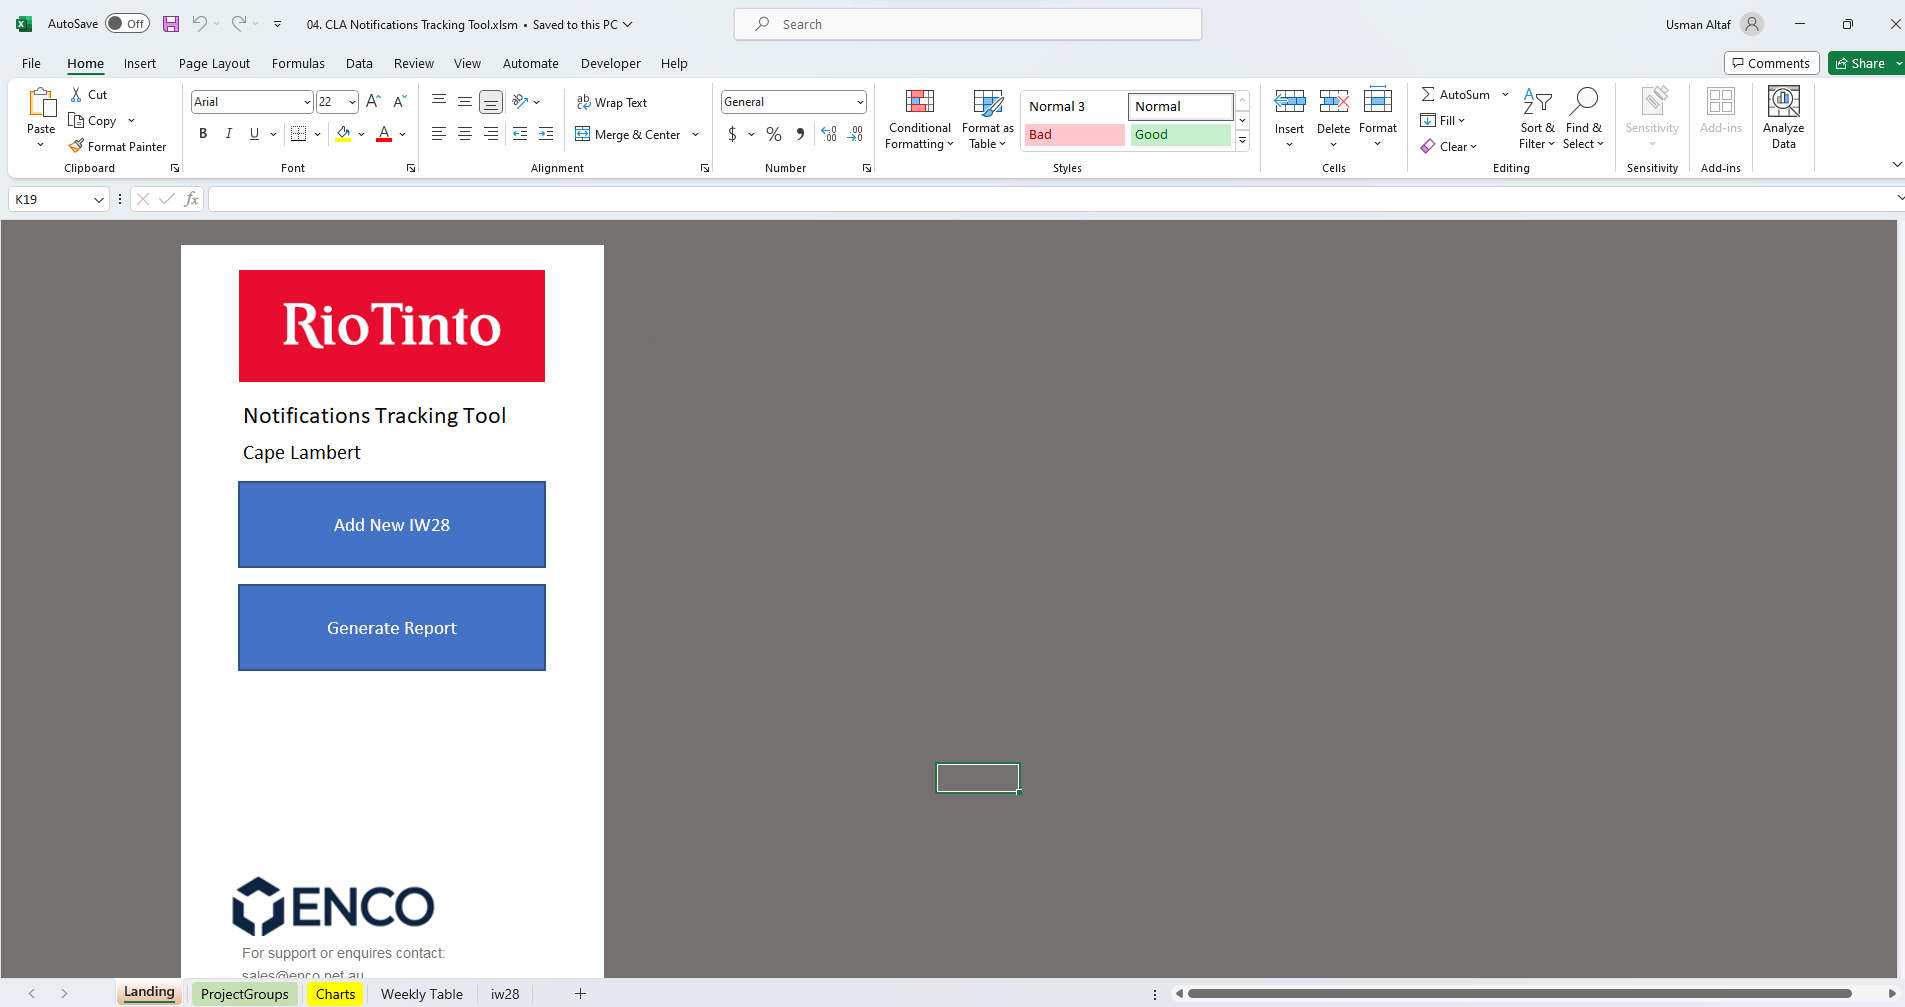 AutoSave Off 04. CLA Notifications Tracking Tool.xlsm • Saved to this PC Search Usman Altaf
File Home Insert Page Layout Formulas Data Review View Automate Developer Help Comments Share
Paste
Cut
Copy
Format Painter
Clipboard
Arial 22 A A
B I U A
Font
ab
Wrap Text
Merge & Center
Alignment
General
$ % 9 .00 .00
Number
Conditional Formatting
Format as Table
Normal 3 Normal
Bad Good
Styles
Insert Delete Format
Cells
AutoSum
Fill
Clear
Sort & Filter
Find & Select
Editing
Sensitivity
Sensitivity
Add-ins
Add-ins
Analyze Data
K19 fx
RioTinto
Notifications Tracking Tool
Cape Lambert
Add New IW28
Generate Report
ENCO
For support or enquires contact:
sales@enco.net.au
Landing ProjectGroups Charts Weekly Table iw28